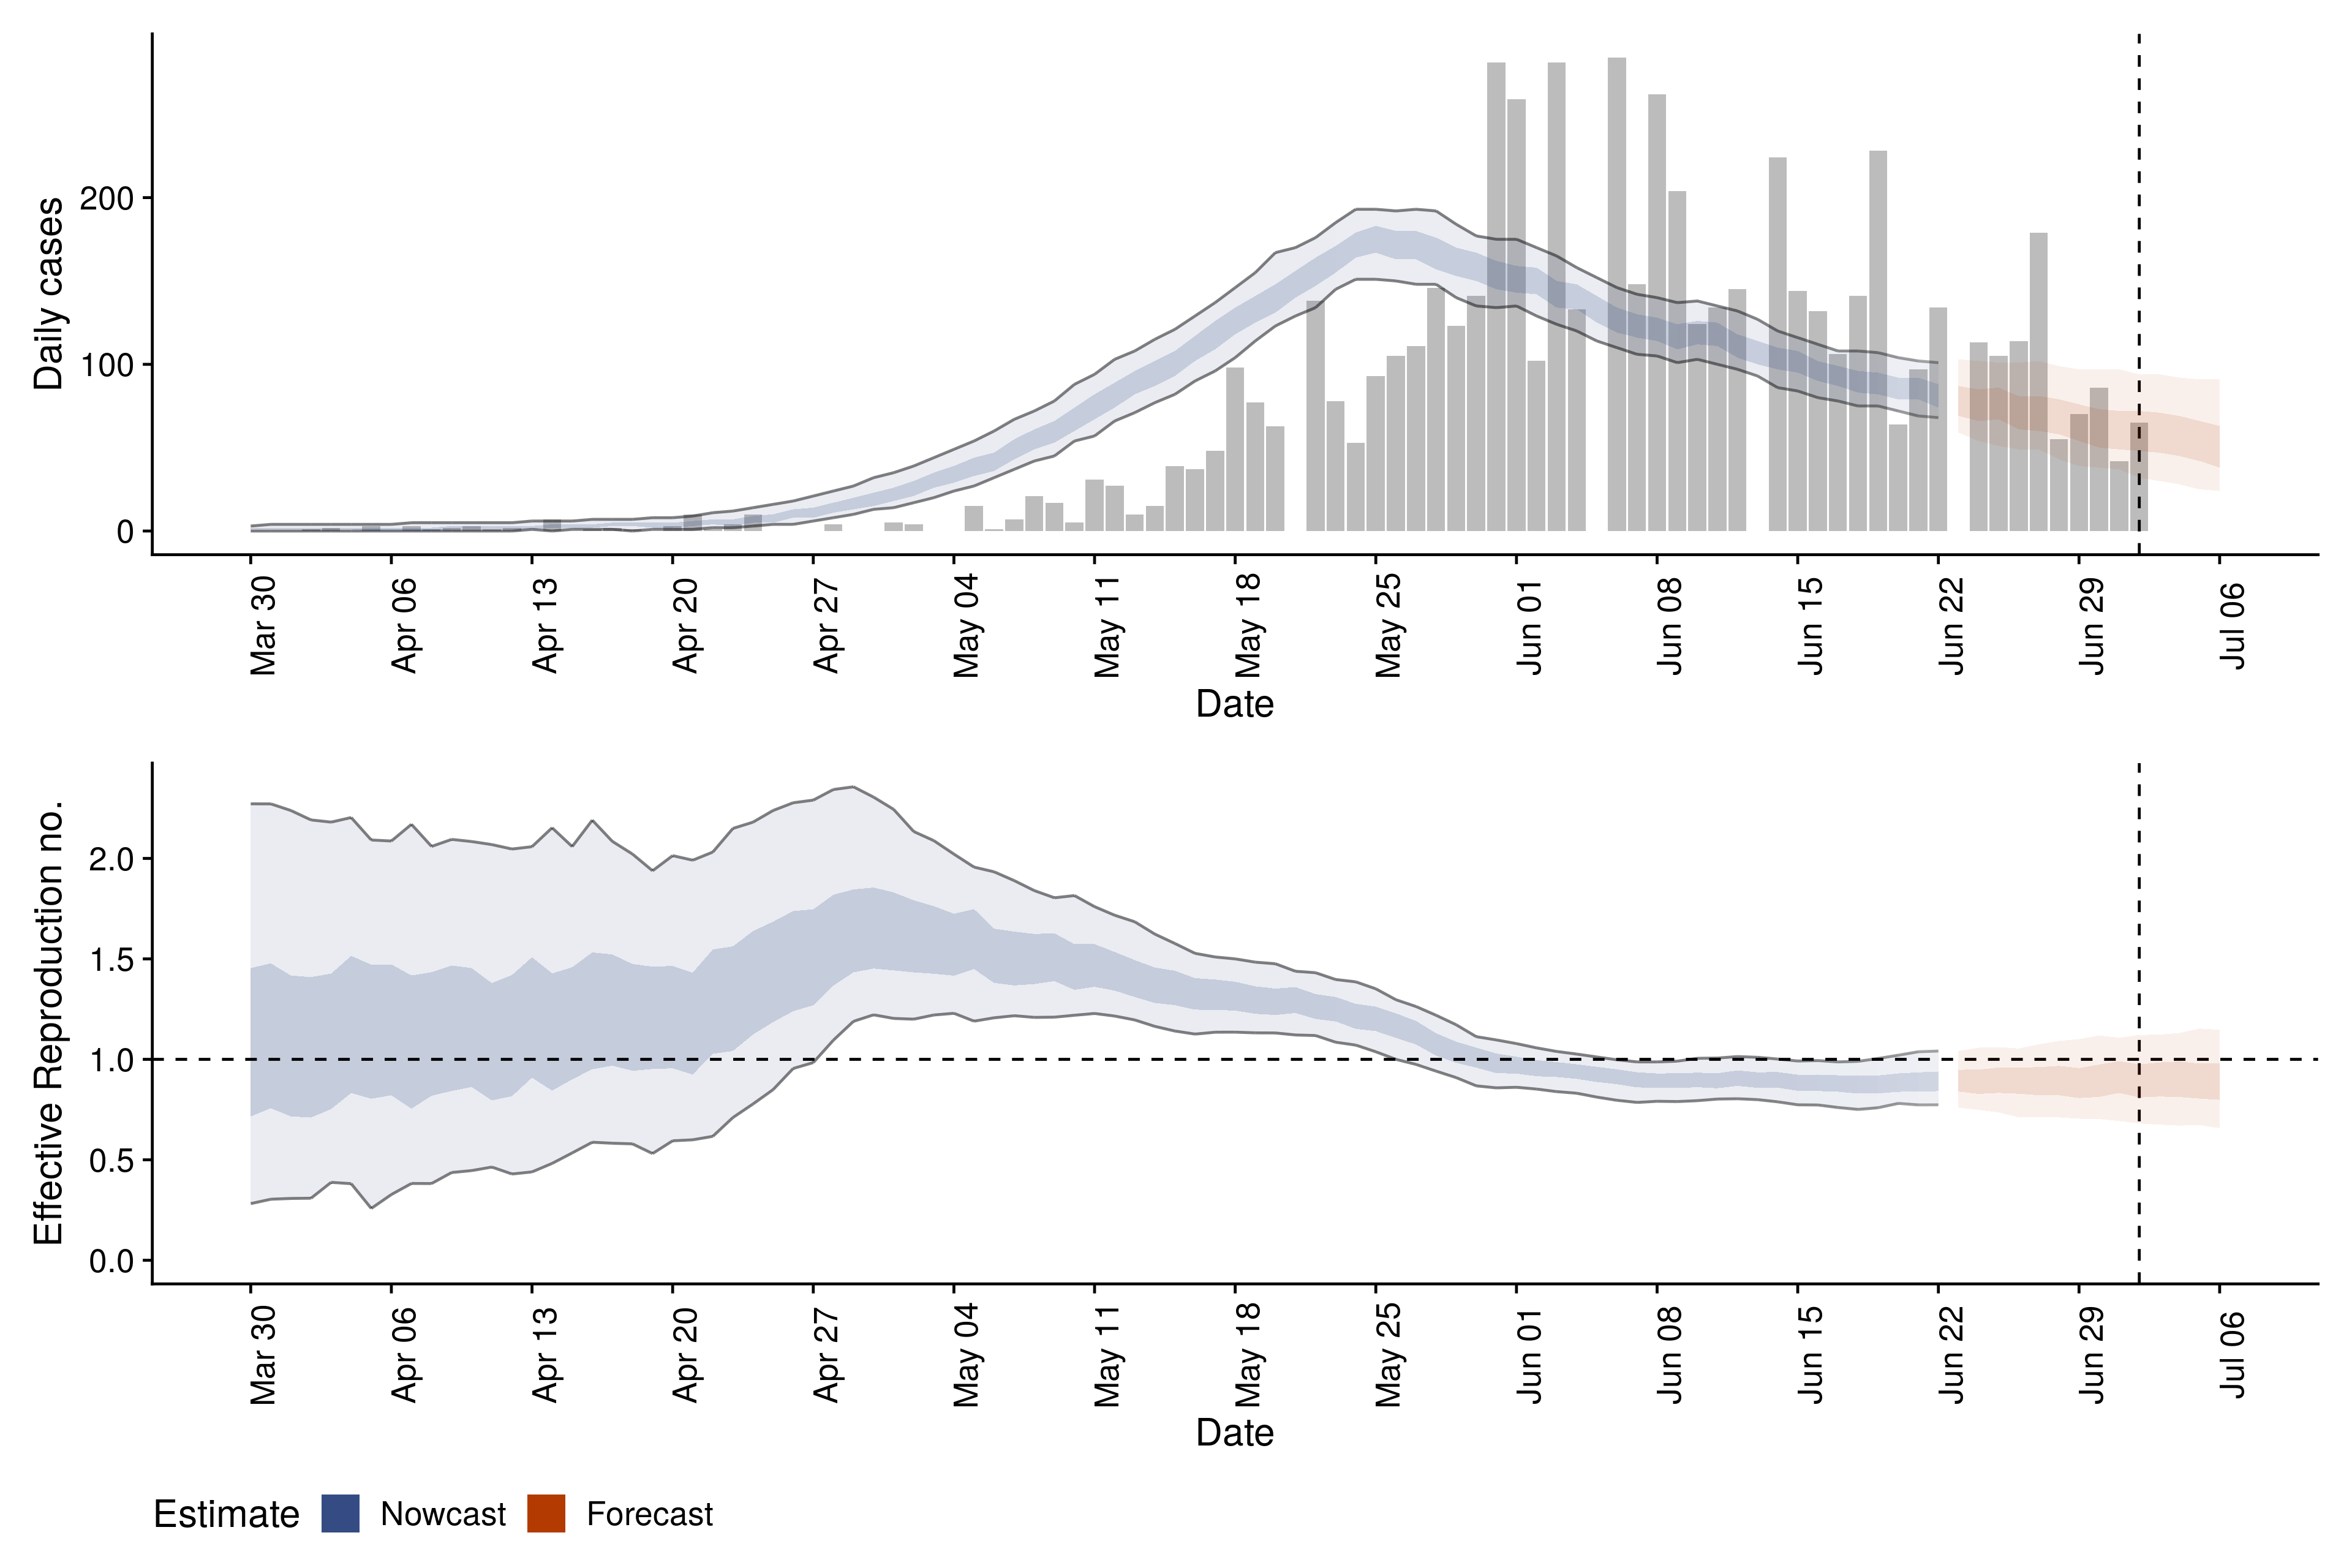 Daily cases
200
100
0
Mar 30 Apr 06 Apr 13 Apr 20 Apr 27 May 04 May 11 May 18 May 25 Jun 01 Jun 08 Jun 15 Jun 22 Jun 29 Jul 06
Date
Effective Reproduction no.
2.0
1.5
1.0
0.5
0.0
Mar 30 Apr 06 Apr 13 Apr 20 Apr 27 May 04 May 11 May 18 May 25 Jun 01 Jun 08 Jun 15 Jun 22 Jun 29 Jul 06
Date
Estimate Nowcast Forecast